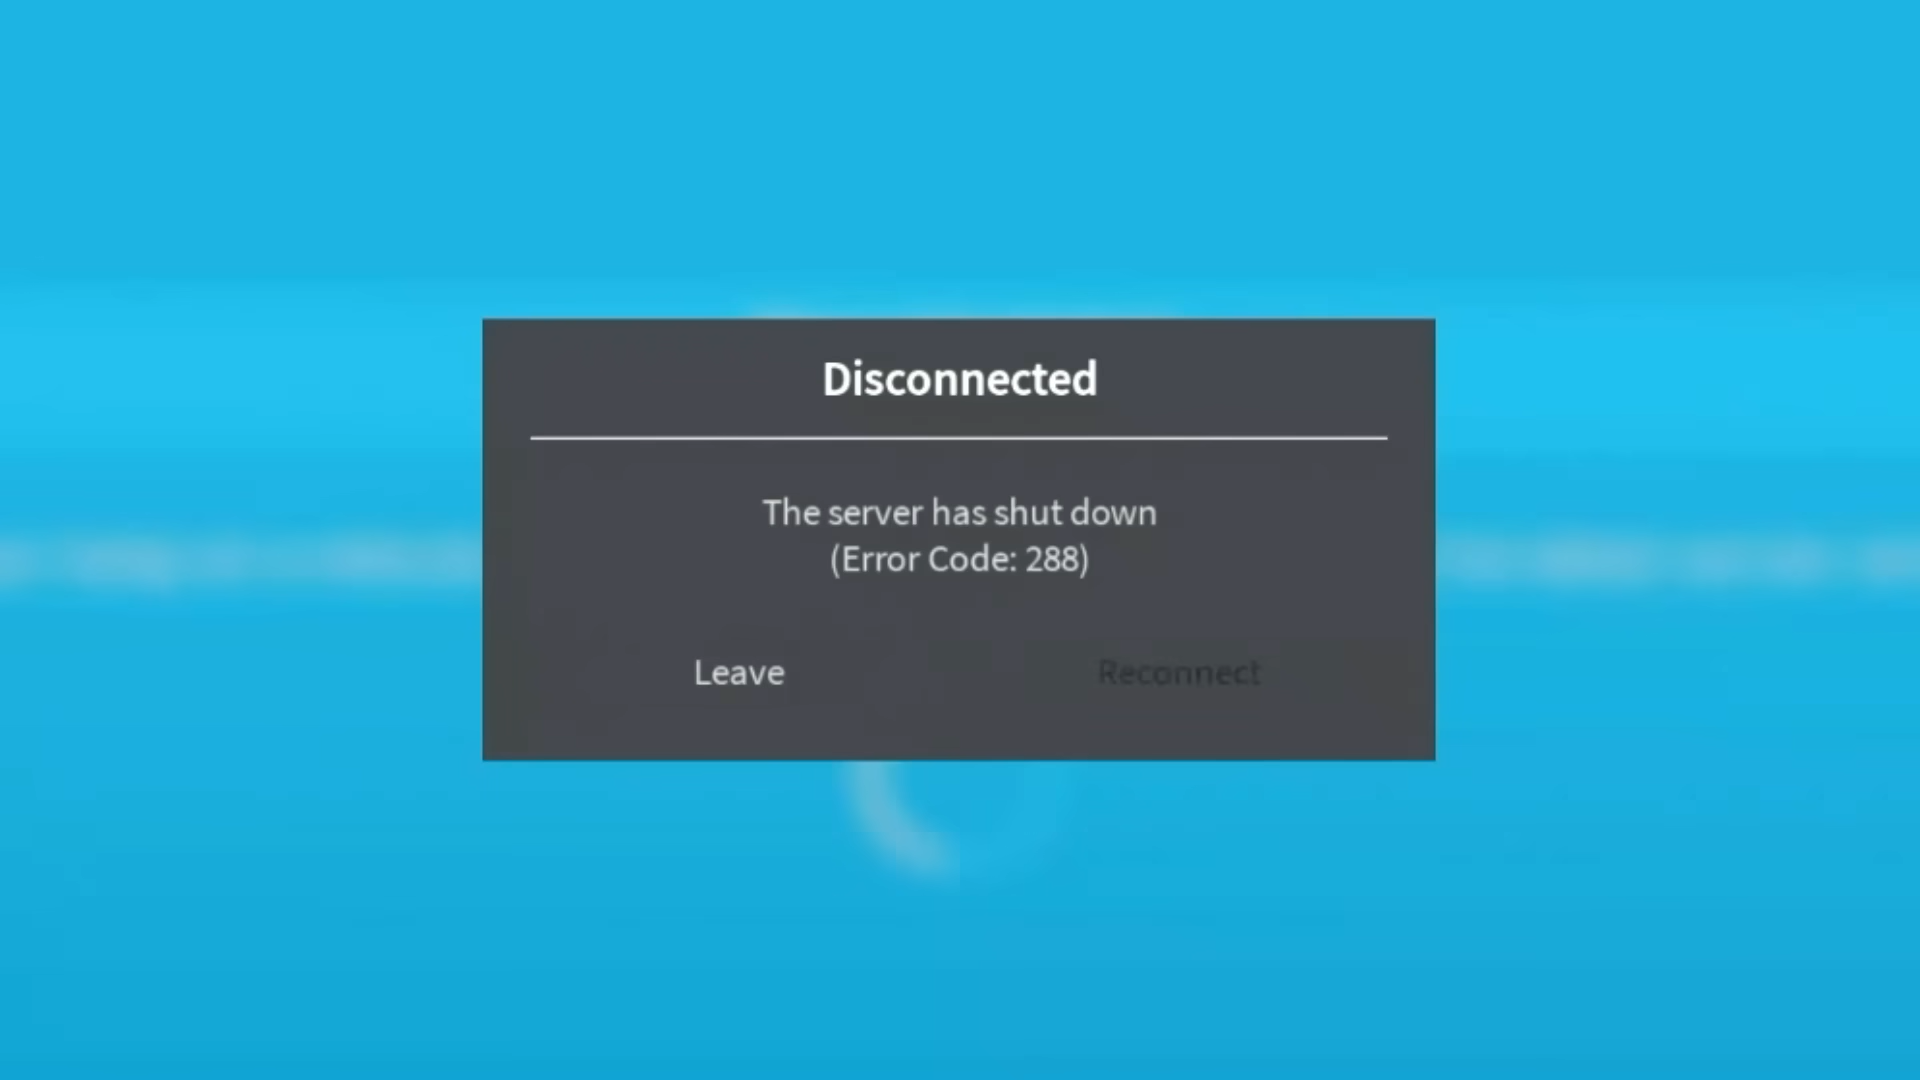 Disconnected
The server has shut down
(Error Code: 288)
Leave
Reconnect